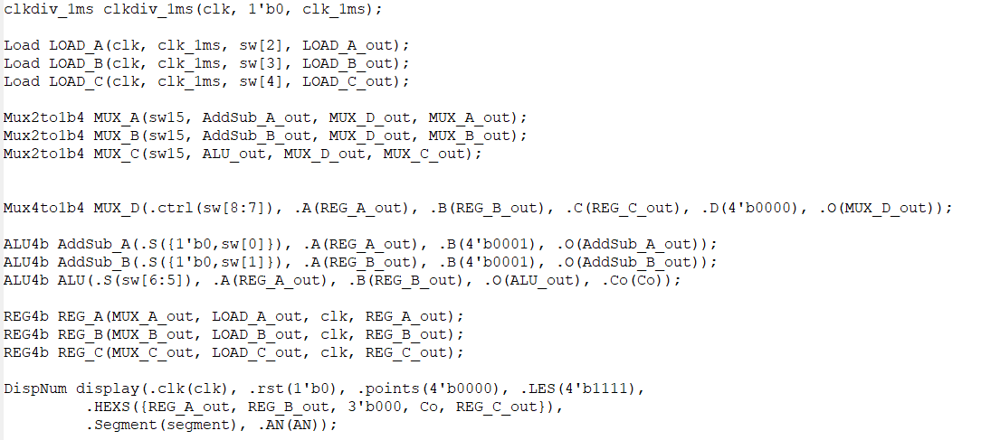 clkdiv_1ms clkdiv_1ms(clk, 1'b0, clk_1ms);
Load LOAD_A(clk, clk_1ms, sw[2], LOAD_A_out);
Load LOAD_B(clk, clk_1ms, sw[3], LOAD_B_out);
Load LOAD_C(clk, clk_1ms, sw[4], LOAD_C_out);
Mux2to1b4 MUX_A(sw15, AddSub_A_out, MUX_D_out, MUX_A_out);
Mux2to1b4 MUX_B(sw15, AddSub_B_out, MUX_D_out, MUX_B_out);
Mux2to1b4 MUX_C(sw15, ALU_out, MUX_D_out, MUX_C_out);
Mux4to1b4 MUX_D(.ctrl(sw[8:7]), .A(REG_A_out), .B(REG_B_out), .C(REG_C_out), .D(4'b0000), .O(MUX_D_out));
ALU4b AddSub_A(.S({1'b0,sw[0]}), .A(REG_A_out), .B(4'b0001), .O(AddSub_A_out));
ALU4b AddSub_B(.S({1'b0,sw[1]}), .A(REG_B_out), .B(4'b0001), .O(AddSub_B_out));
ALU4b ALU(.S(sw[6:5]), .A(REG_A_out), .B(REG_B_out), .O(ALU_out), .Co(Co));
REG4b REG_A(MUX_A_out, LOAD_A_out, clk, REG_A_out);
REG4b REG_B(MUX_B_out, LOAD_B_out, clk, REG_B_out);
REG4b REG_C(MUX_C_out, LOAD_C_out, clk, REG_C_out);
DispNum display(.clk(clk), .rst(1'b0), .points(4'b0000), .LES(4'b1111),
.HEXS({REG_A_out, REG_B_out, 3'b000, Co, REG_C_out}),
.Segment(segment), .AN(AN));